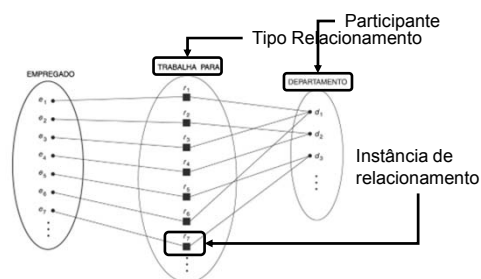 Participante
Tipo Relacionamento
EMPREGADO
TRABALHA PARA
DEPARTAMENTO
e1
e2
e3
e4
e5
e6
e7
r1
r2
r3
r4
r5
r6
r7
d1
d2
d3
Instância de
relacionamento